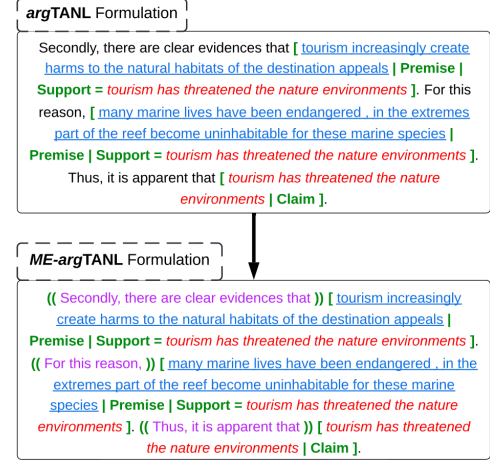 argTANL Formulation
Secondly, there are clear evidences that [ tourism increasingly create
harms to the natural habitats of the destination appeals | Premise |
Support = tourism has threatened the nature environments ]. For this
reason, [ many marine lives have been endangered , in the extremes
part of the reef become uninhabitable for these marine species |
Premise | Support = tourism has threatened the nature environments ].
Thus, it is apparent that [ tourism has threatened the nature
environments | Claim ].
ME-argTANL Formulation
(( Secondly, there are clear evidences that )) [ tourism increasingly
create harms to the natural habitats of the destination appeals |
Premise | Support = tourism has threatened the nature environments ].
(( For this reason, )) [ many marine lives have been endangered , in the
extremes part of the reef become uninhabitable for these marine
species | Premise | Support = tourism has threatened the nature
environments ]. (( Thus, it is apparent that )) [ tourism has threatened
the nature environments | Claim ].